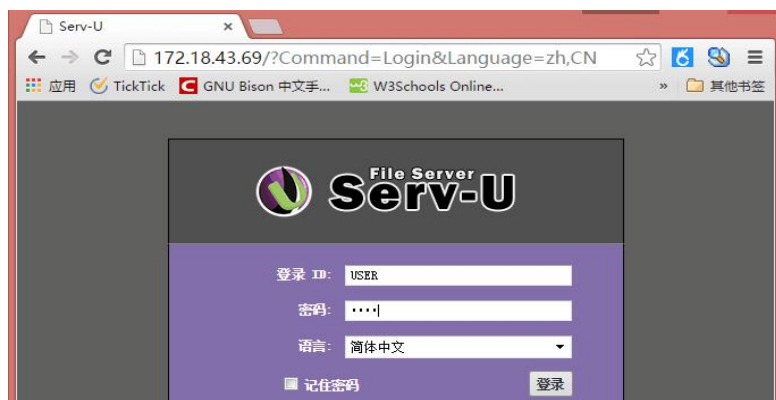 Serv-U
172.18.43.69/?Command=Login&Language=zh,CN
应用 TickTick GNU Bison 中文手... W3Schools Online... » 其他书签
File Server
Serv-U
登录 ID: USER
密码: ····
语言: 简体中文
记住密码 登录